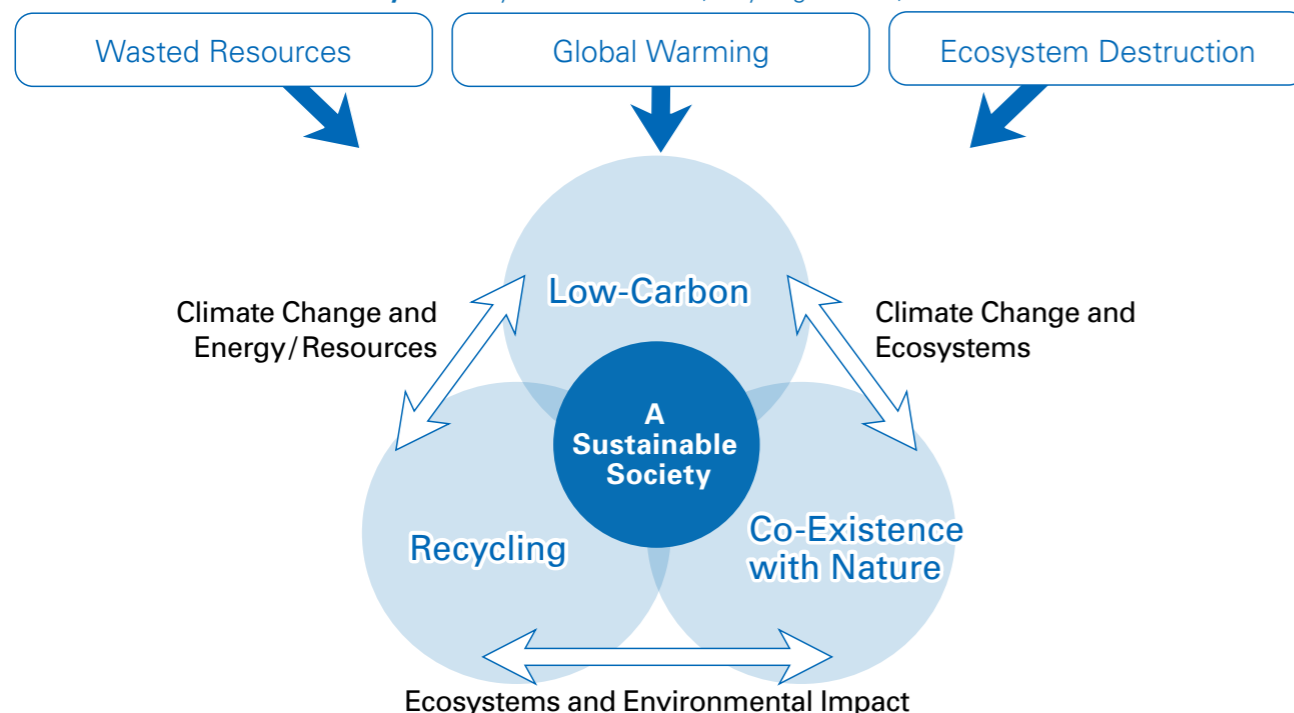 Wasted Resources
Global Warming
Ecosystem Destruction
Low-Carbon
Climate Change and
Energy/Resources
Climate Change and
Ecosystems
A
Sustainable
Society
Recycling
Co-Existence
with Nature
Ecosystems and Environmental Impact